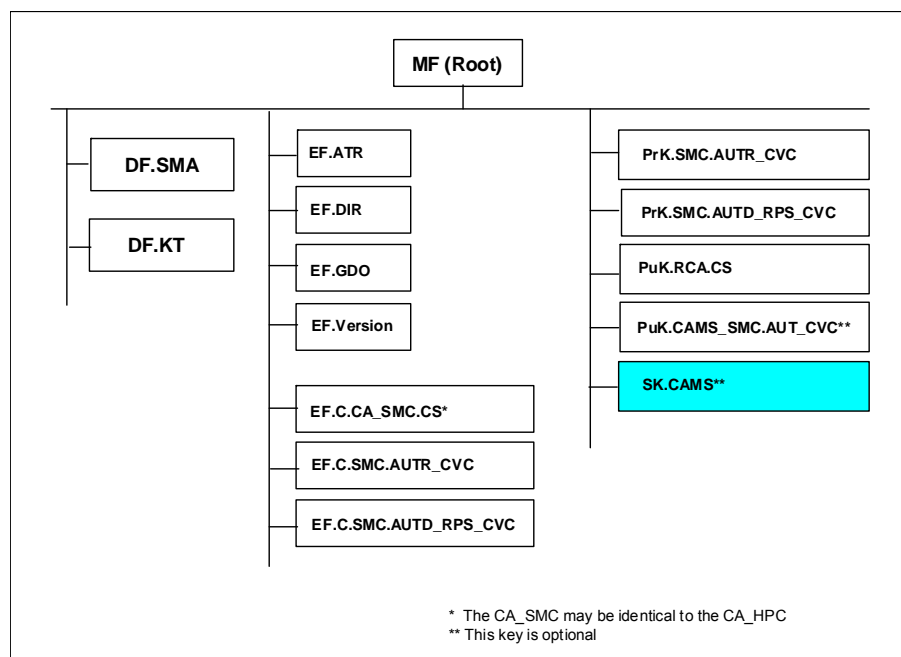 MF (Root)
DF.SMA
DF.KT
EF.ATR
EF.DIR
EF.GDO
EF.Version
EF.C.CA_SMC.CS*
EF.C.SMC.AUTR_CVC
EF.C.SMC.AUTD_RPS_CVC
PrK.SMC.AUTR_CVC
PrK.SMC.AUTD_RPS_CVC
PuK.RCA.CS
PuK.CAMS_SMC.AUT_CVC**
SK.CAMS**
* The CA_SMC may be identical to the CA_HPC
** This key is optional